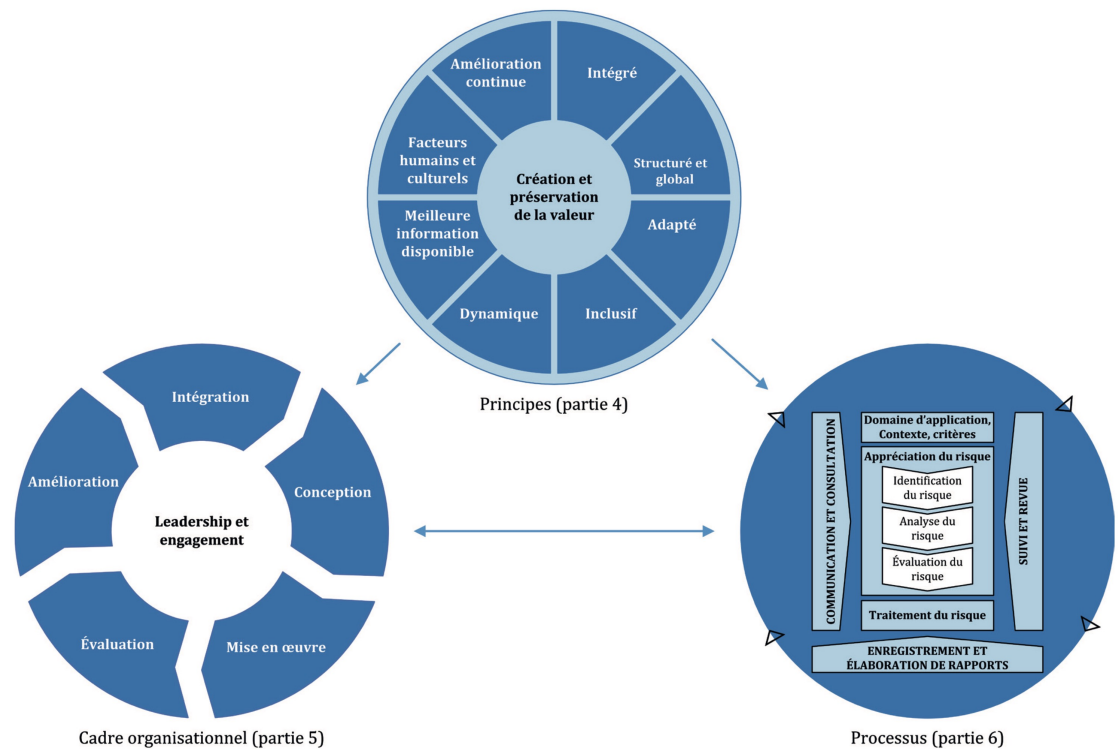 Amélioration
continue
Intégré
Facteurs
humains et
culturels
Structuré et
global
Création et
préservation
de la valeur
Meilleure
information
disponible
Adapté
Dynamique
Inclusif
Principes (partie 4)
Intégration
Amélioration
Conception
Leadership et
engagement
Évaluation
Mise en œuvre
Cadre organisationnel (partie 5)
COMMUNICATION ET CONSULTATION
Domaine d'application,
Contexte, critères
Appréciation du risque
Identification
du risque
Analyse du
risque
Évaluation du
risque
Traitement du risque
SUIVI ET REVUE
ENREGISTREMENT ET
ÉLABORATION DE RAPPORTS
Processus (partie 6)